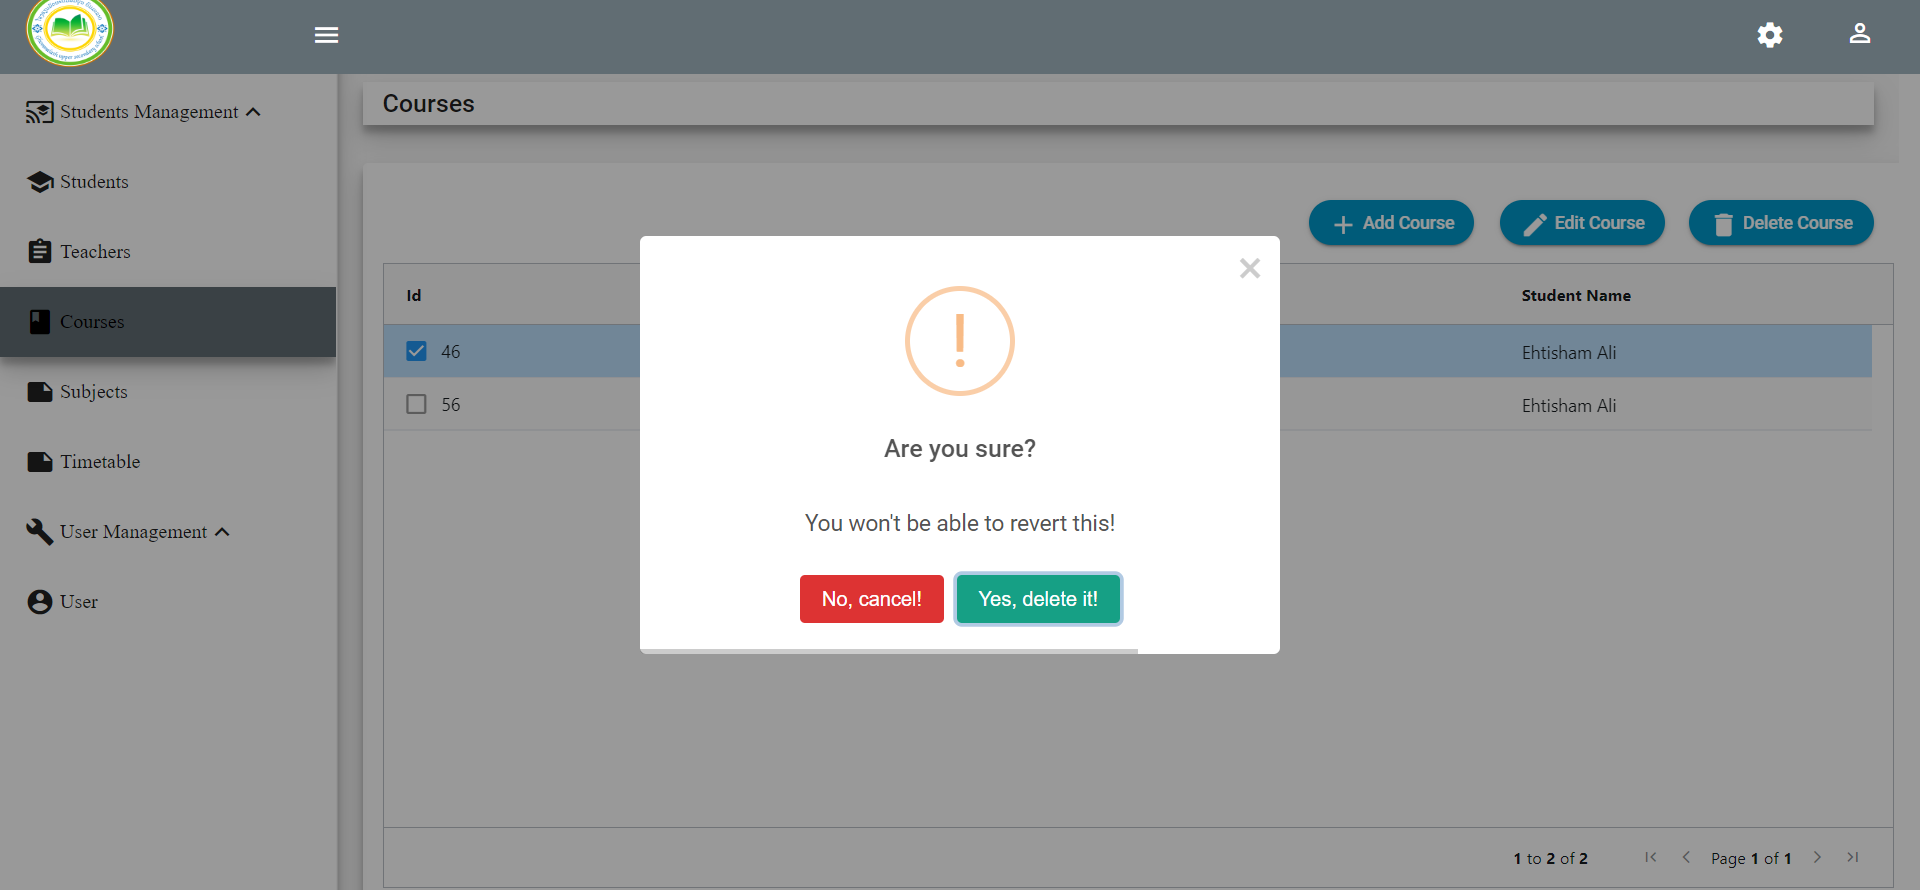 Students Management
Students
Teachers
Courses
Subjects
Timetable
User Management
User
Courses
Add Course
Edit Course
Delete Course
Id
Student Name
46
Ehtisham Ali
56
Ehtisham Ali
Are you sure?
You won't be able to revert this!
No, cancel!
Yes, delete it!
1 to 2 of 2
Page 1 of 1